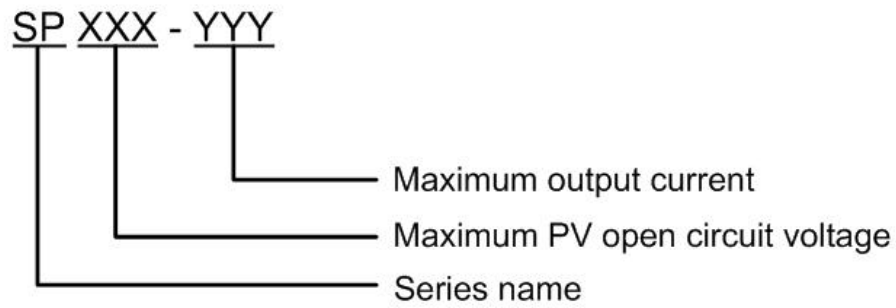 SP XXX - YYY
Maximum output current
Maximum PV open circuit voltage
Series name